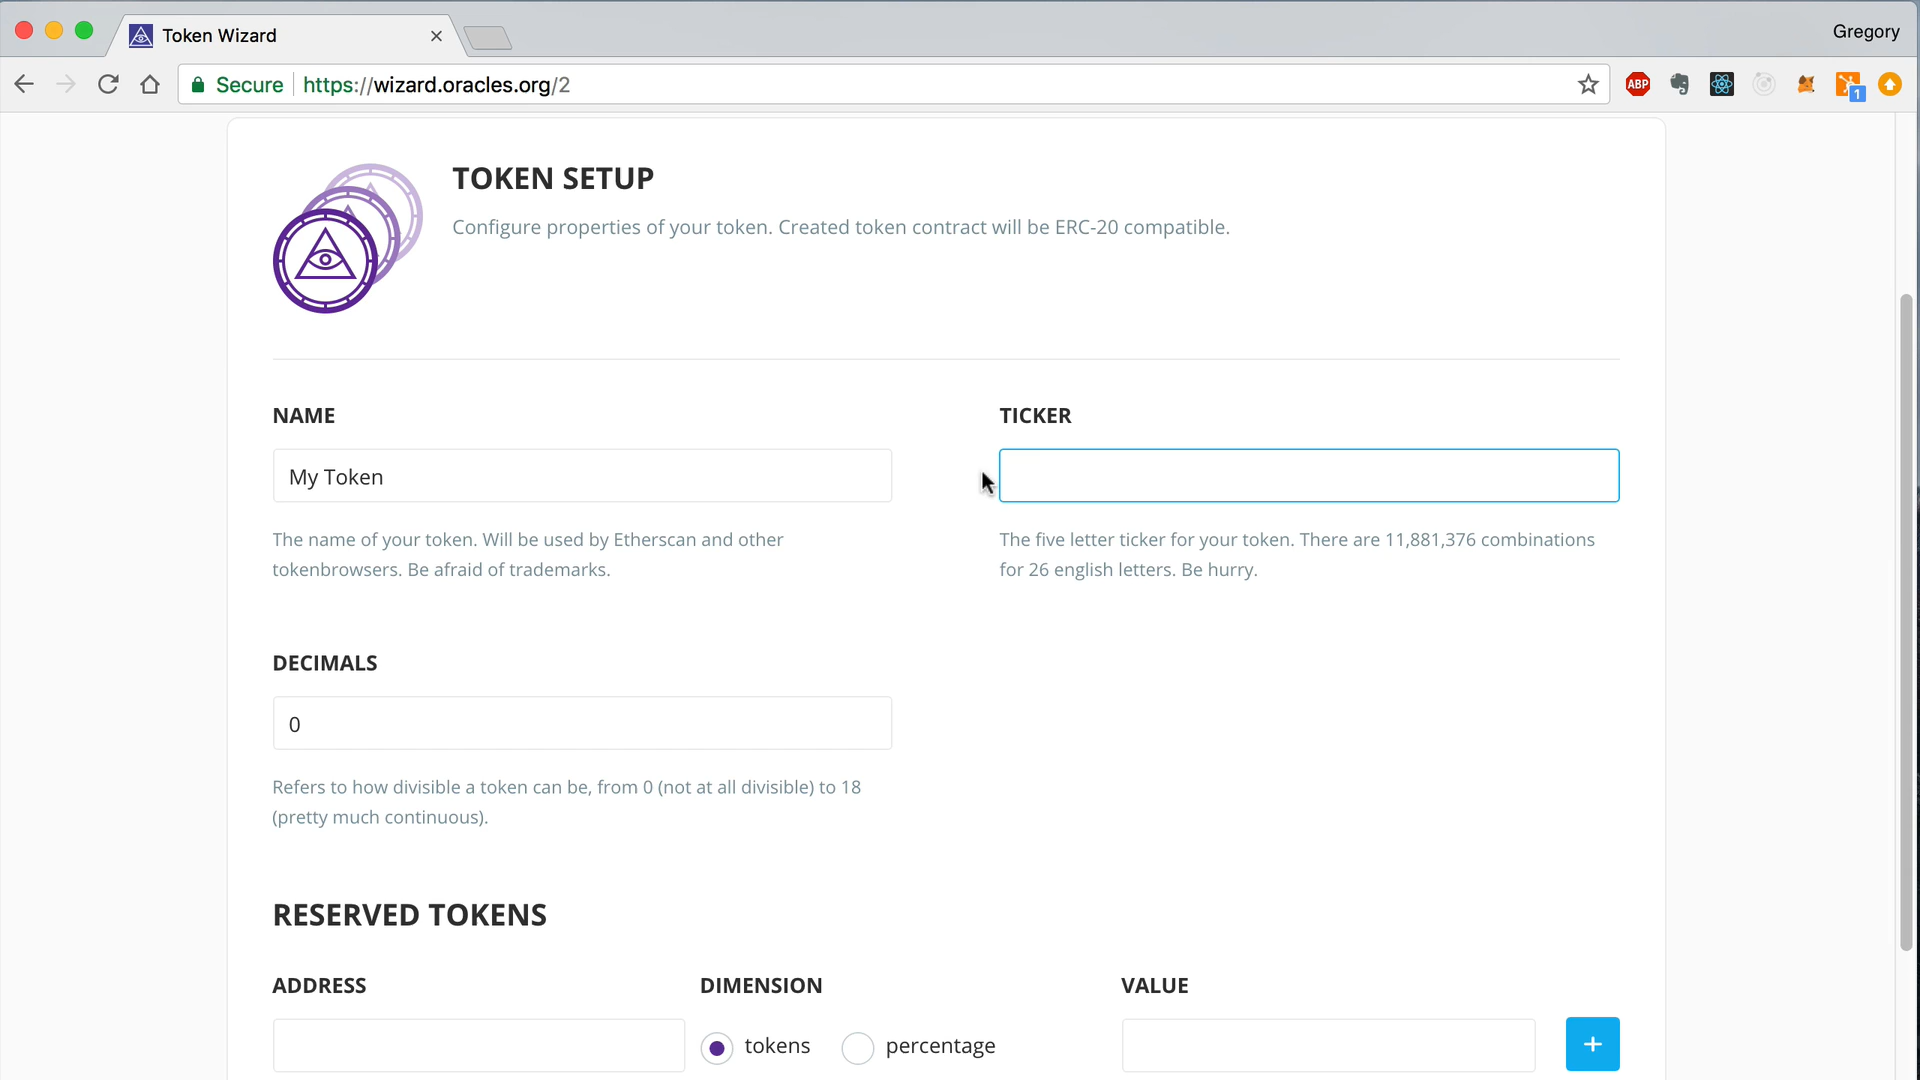 Token Wizard
Gregory
Secure https://wizard.oracles.org/2
ABP
1
TOKEN SETUP
Configure properties of your token. Created token contract will be ERC-20 compatible.
NAME
TICKER
My Token
The name of your token. Will be used by Etherscan and other
tokenbrowsers. Be afraid of trademarks.
The five letter ticker for your token. There are 11,881,376 combinations
for 26 english letters. Be hurry.
DECIMALS
0
Refers to how divisible a token can be, from 0 (not at all divisible) to 18
(pretty much continuous).
RESERVED TOKENS
ADDRESS
DIMENSION
VALUE
tokens
percentage
+